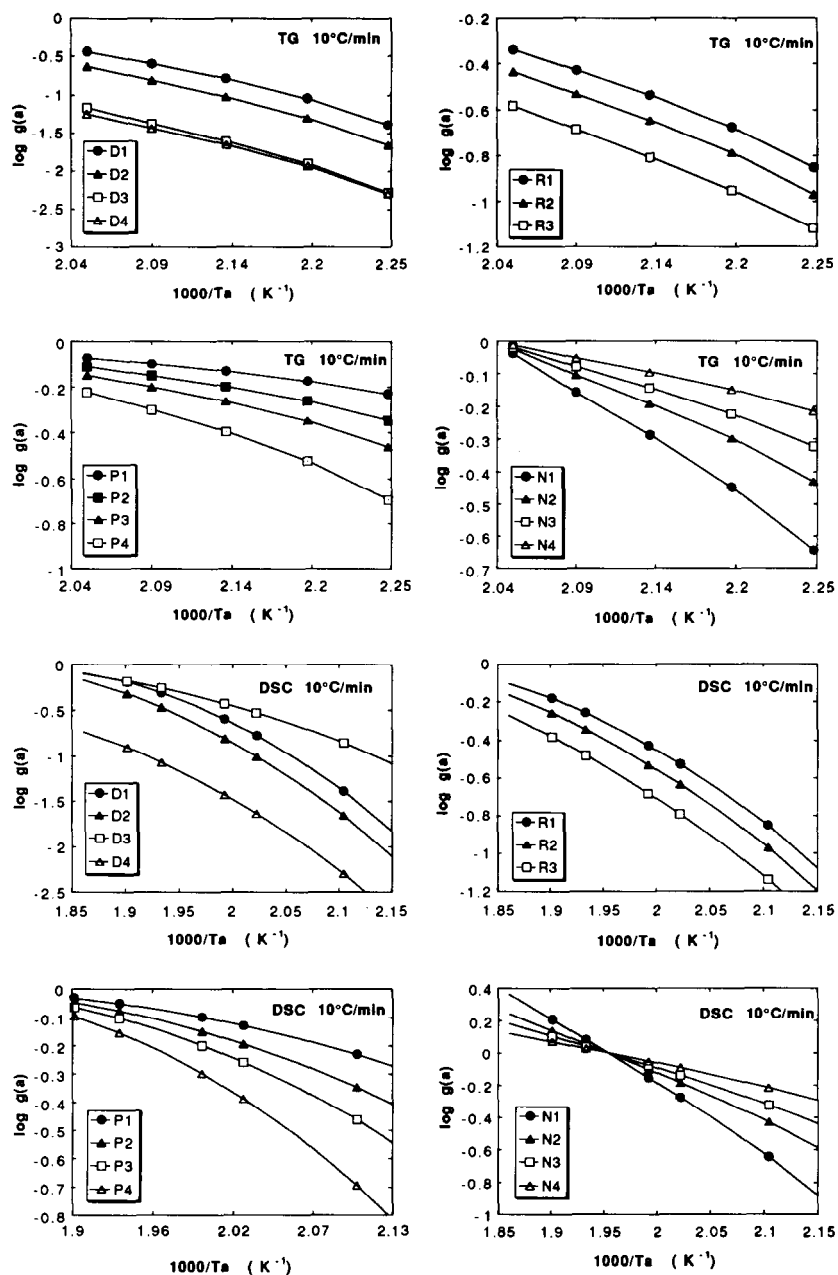 TG 10°C/min
log g(a)
0
-0.5
-1
-1.5
-2
-2.5
-3
D1
D2
D3
D4
2.04 2.09 2.14 2.2 2.25
1000/Ta ( K⁻¹)
TG 10°C/min
log g(a)
-0.2
-0.4
-0.6
-0.8
-1
-1.2
R1
R2
R3
2.04 2.09 2.14 2.2 2.25
1000/Ta ( K⁻¹)
TG 10°C/min
log g(a)
0
-0.2
-0.4
-0.6
-0.8
-1
P1
P2
P3
P4
2.04 2.09 2.14 2.2 2.25
1000/Ta ( K⁻¹)
TG 10°C/min
log g(a)
0
-0.1
-0.2
-0.3
-0.4
-0.5
-0.6
-0.7
N1
N2
N3
N4
2.04 2.09 2.14 2.2 2.25
1000/Ta ( K⁻¹)
DSC 10°C/min
log g(a)
0
-0.5
-1
-1.5
-2
-2.5
D1
D2
D3
D4
1.85 1.9 1.95 2 2.05 2.1 2.15
1000/Ta ( K⁻¹)
DSC 10°C/min
log g(a)
0
-0.2
-0.4
-0.6
-0.8
-1
-1.2
R1
R2
R3
1.85 1.9 1.95 2 2.05 2.1 2.15
1000/Ta ( K⁻¹)
DSC 10°C/min
log g(a)
0
-0.1
-0.2
-0.3
-0.4
-0.5
-0.6
-0.7
-0.8
P1
P2
P3
P4
1.9 1.96 2.02 2.07 2.13
1000/Ta ( K⁻¹)
DSC 10°C/min
log g(a)
0.4
0.2
0
-0.2
-0.4
-0.6
-0.8
-1
N1
N2
N3
N4
1.85 1.9 1.95 2 2.05 2.1 2.15
1000/Ta ( K⁻¹)